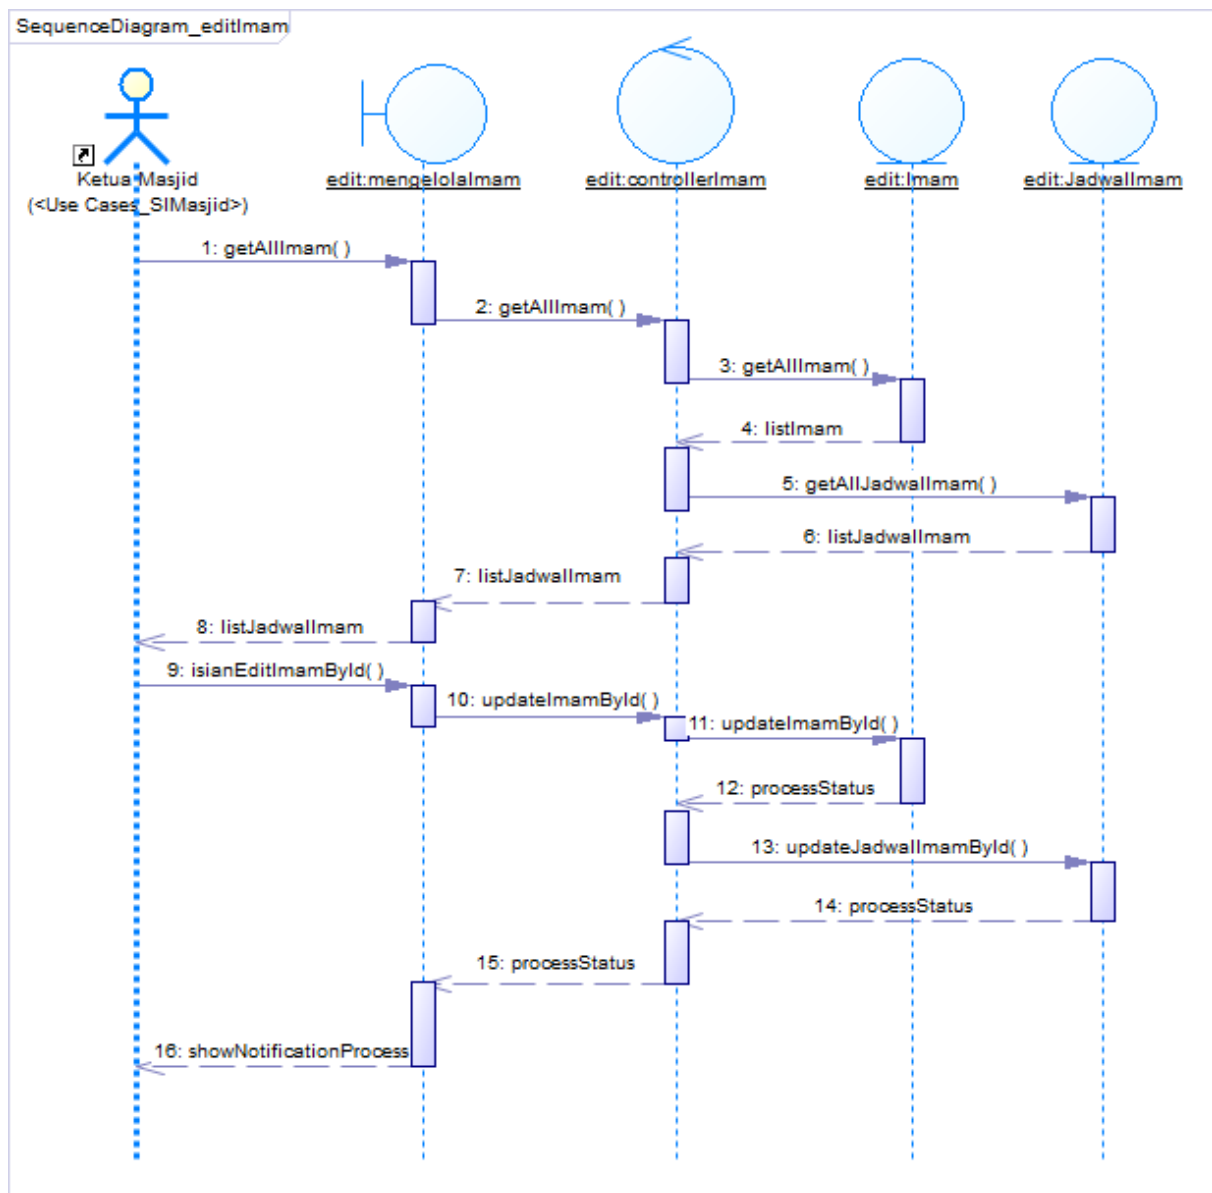 SequenceDiagram_editImam
Ketua Masjid
(<Use Cases_SIMasjid>)
edit:mengelolaImam
edit:controllerImam
edit:Imam
edit:JadwalImam
1: getAllImam( )
2: getAllImam( )
3: getAllImam( )
4: listImam
5: getAllJadwalImam( )
6: listJadwalImam
7: listJadwalImam
8: listJadwalImam
9: isianEditImamById( )
10: updateImamById( )
11: updateImamById( )
12: processStatus
13: updateJadwalImamById( )
14: processStatus
15: processStatus
16: showNotificationProcess